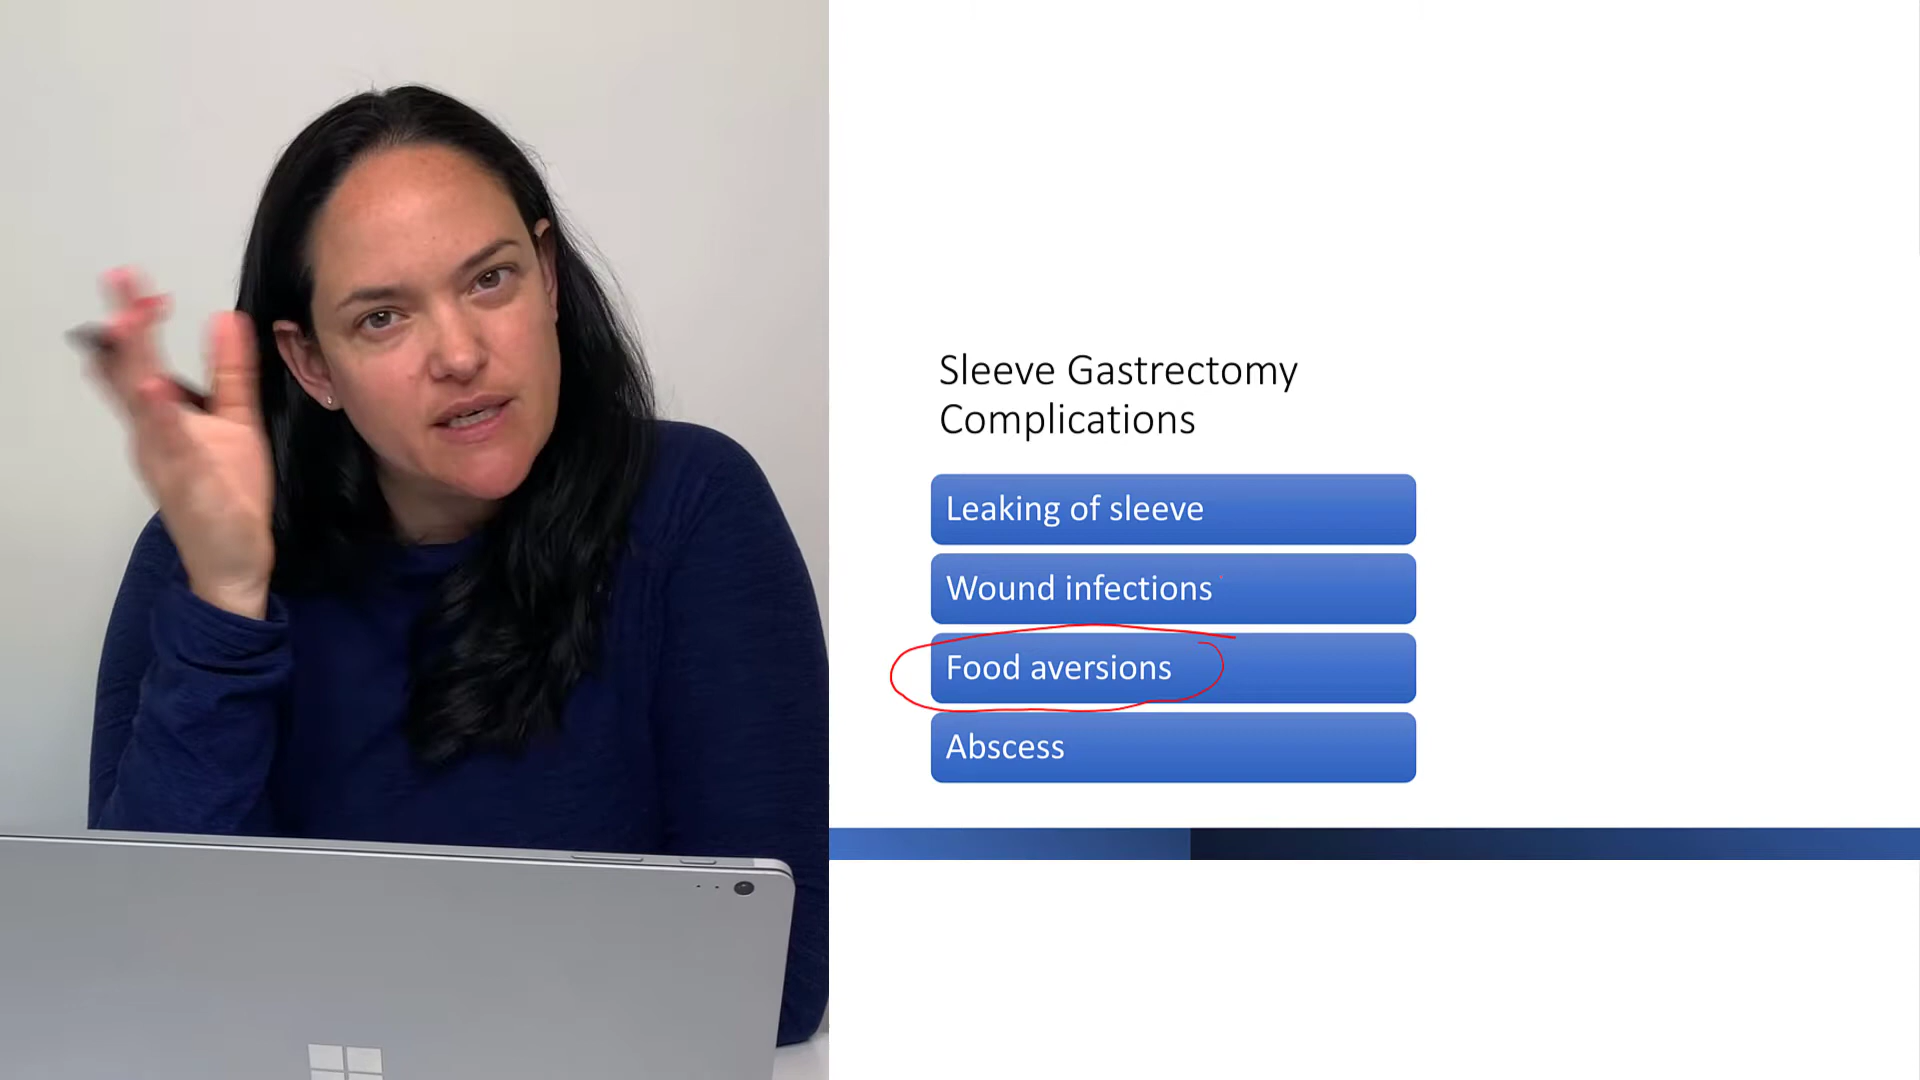 Sleeve Gastrectomy
Complications
Leaking of sleeve
Wound infections
Food aversions
Abscess